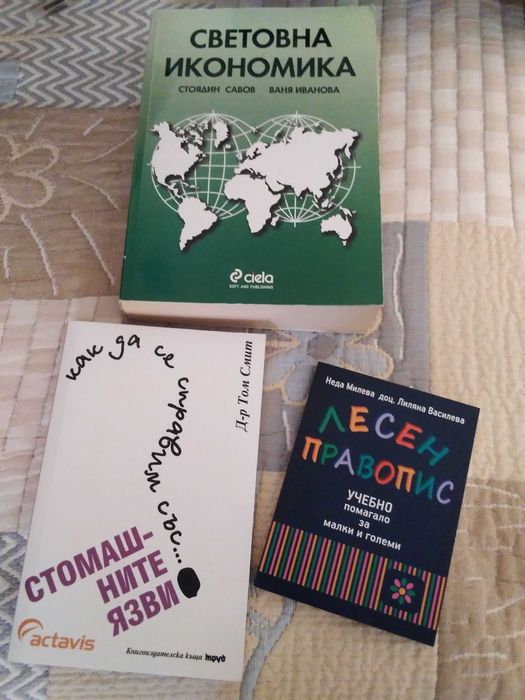 СВЕТОВНА
ИКОНОМИКА
СТОЯДИН САВОВ ВАНЯ ИВАНОВА
ciela
SOFT AND PUBLISHING
как да се справим със...
Д-р Том Смит
СТОМАШ-
НИТЕ
ЯЗВИ
actavis
Книгоиздателска къща move
Неда Милева доц. Лиляна Василева
ЛЕСЕН
ПРАВОПИС
УЧЕБНО
помагало
за
малки и големи